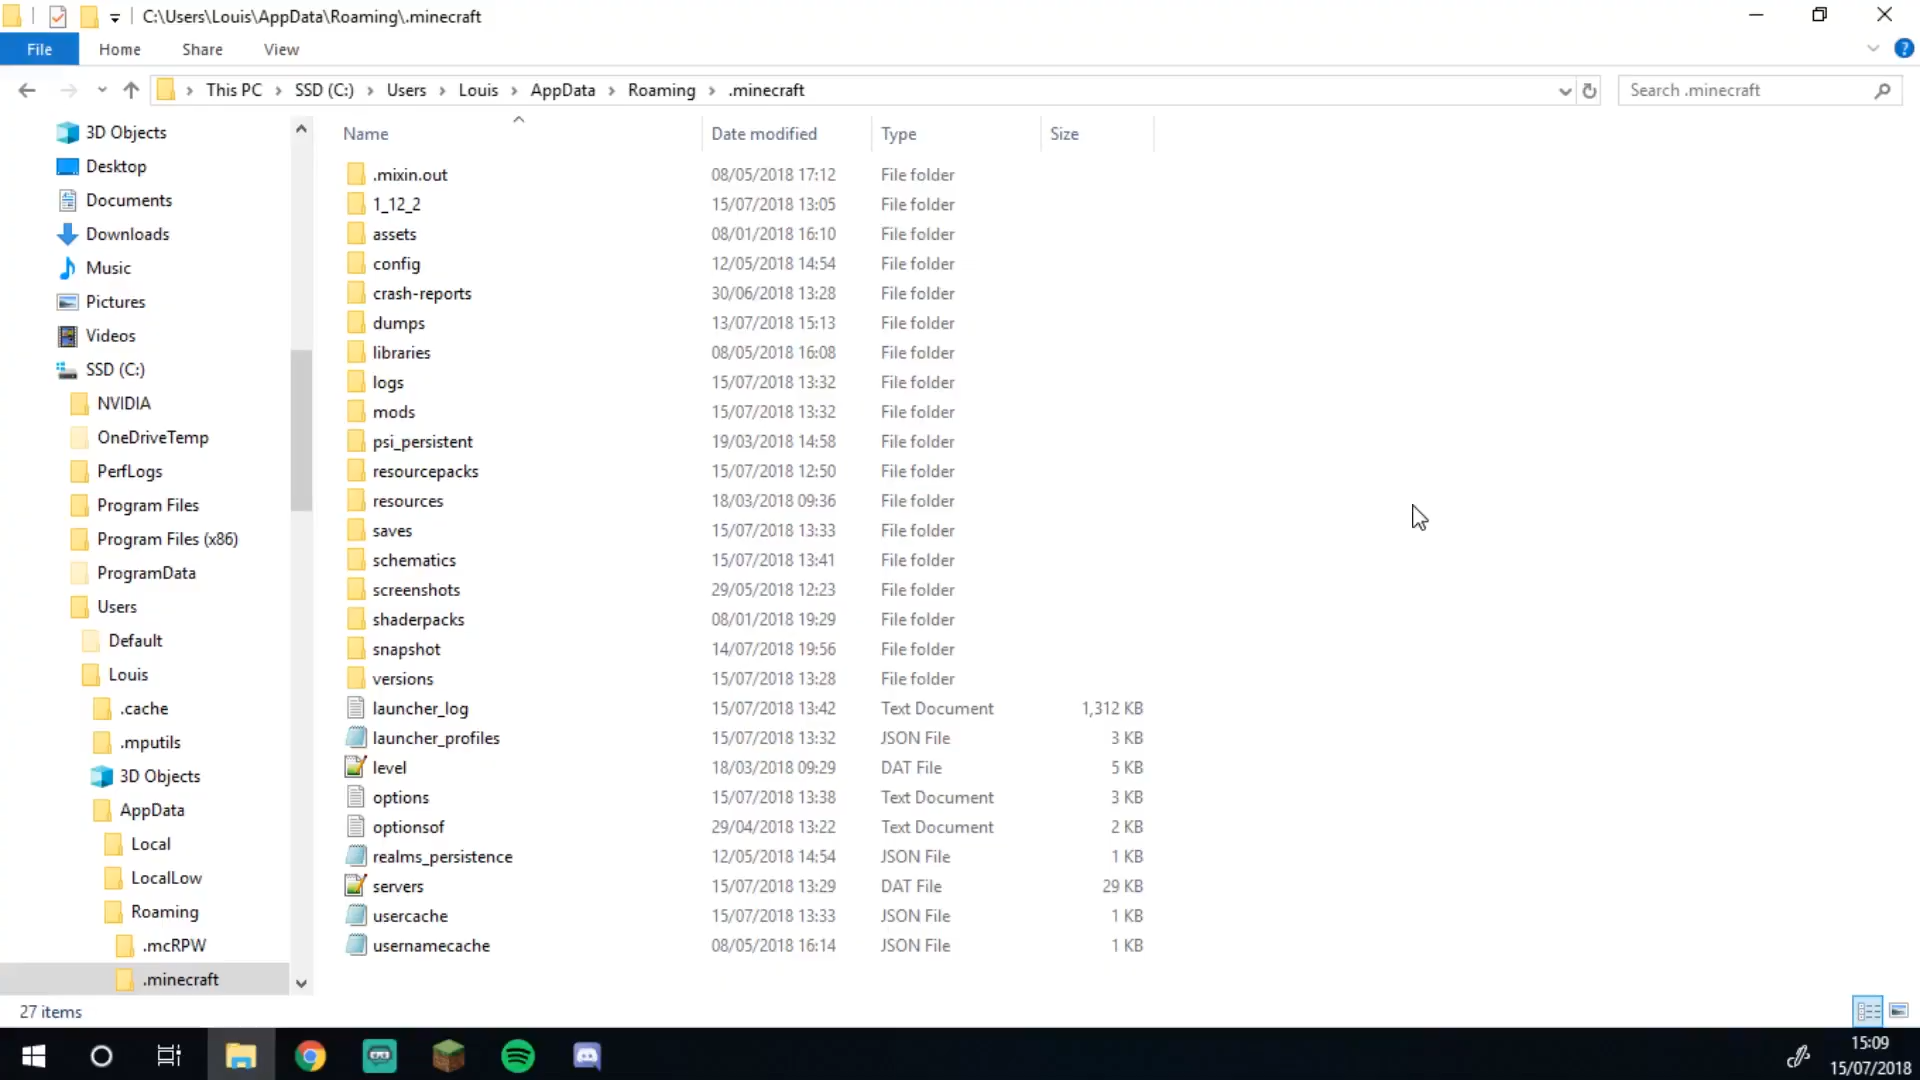 C:\Users\Louis\AppData\Roaming\.minecraft
File Home Share View
This PC SSD (C:) Users Louis AppData Roaming .minecraft
Search .minecraft
3D Objects
Desktop
Documents
Downloads
Music
Pictures
Videos
SSD (C:)
NVIDIA
OneDriveTemp
PerfLogs
Program Files
Program Files (x86)
ProgramData
Users
Default
Louis
.cache
.mputils
3D Objects
AppData
Local
LocalLow
Roaming
.mcRPW
.minecraft
Name Date modified Type Size
.mixin.out 08/05/2018 17:12 File folder
1_12_2 15/07/2018 13:05 File folder
assets 08/01/2018 16:10 File folder
config 12/05/2018 14:54 File folder
crash-reports 30/06/2018 13:28 File folder
dumps 13/07/2018 15:13 File folder
libraries 08/05/2018 16:08 File folder
logs 15/07/2018 13:32 File folder
mods 15/07/2018 13:32 File folder
psi_persistent 19/03/2018 14:58 File folder
resourcepacks 15/07/2018 12:50 File folder
resources 18/03/2018 09:36 File folder
saves 15/07/2018 13:33 File folder
schematics 15/07/2018 13:41 File folder
screenshots 29/05/2018 12:23 File folder
shaderpacks 08/01/2018 19:29 File folder
snapshot 14/07/2018 19:56 File folder
versions 15/07/2018 13:28 File folder
launcher_log 15/07/2018 13:42 Text Document 1,312 KB
launcher_profiles 15/07/2018 13:32 JSON File 3 KB
level 18/03/2018 09:29 DAT File 5 KB
options 15/07/2018 13:38 Text Document 3 KB
optionsof 29/04/2018 13:22 Text Document 2 KB
realms_persistence 12/05/2018 14:54 JSON File 1 KB
servers 15/07/2018 13:29 DAT File 29 KB
usercache 15/07/2018 13:33 JSON File 1 KB
usernamecache 08/05/2018 16:14 JSON File 1 KB
27 items
15:09
15/07/2018